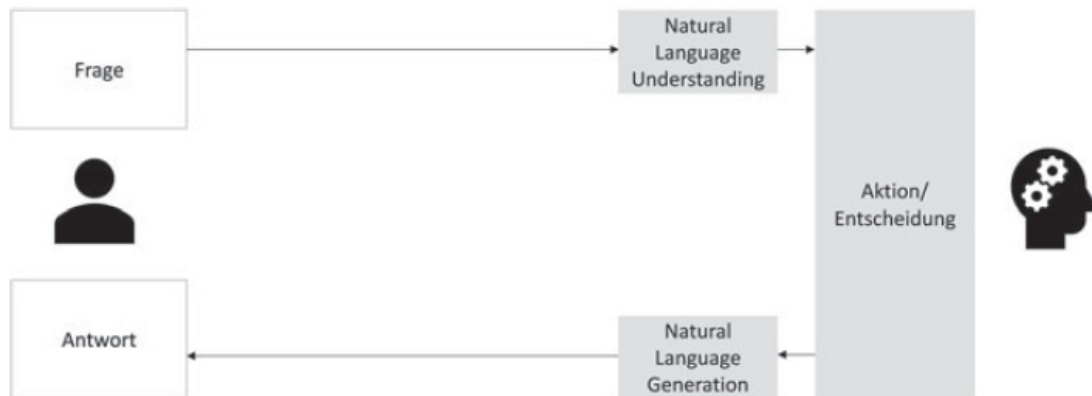 Frage
Natural
Language
Understanding
Aktion/
Entscheidung
Antwort
Natural
Language
Generation